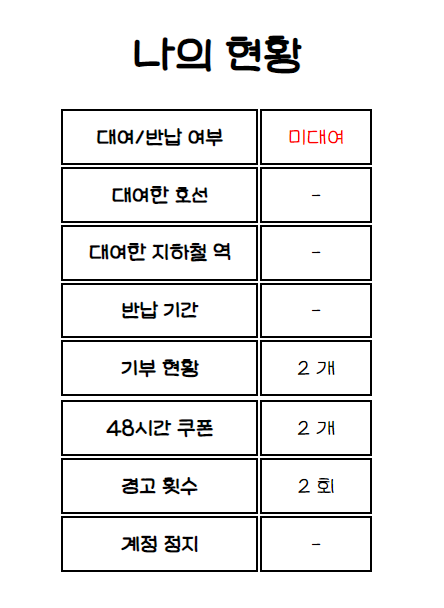 나의 현황
대여/반납 여부 미대여
대여한 호선 -
대여한 지하철 역 -
반납 기간 -
기부 현황 2 개
48시간 쿠폰 2 개
경고 횟수 2 회
계정 정지 -